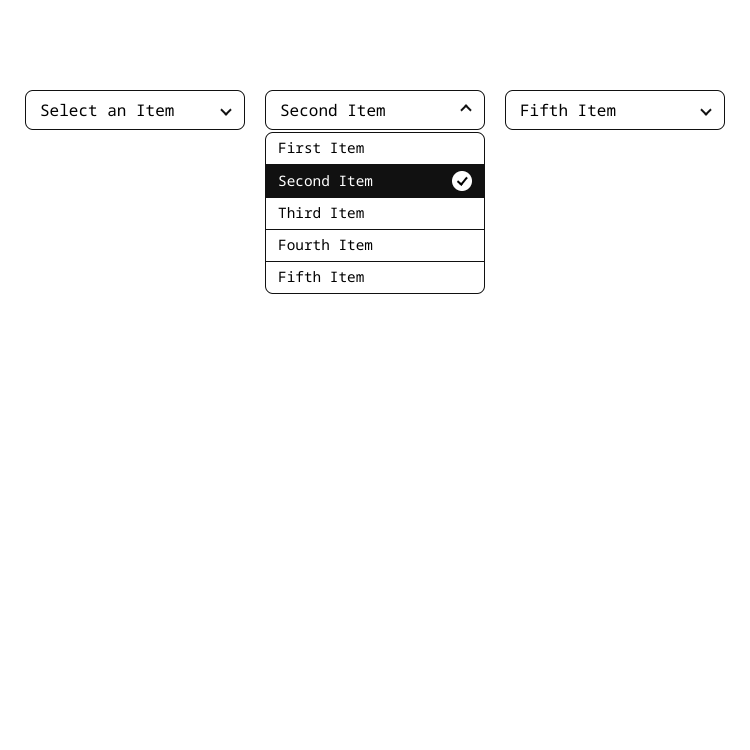 Select an Item
Second Item
Fifth Item
First Item
Second Item
Third Item
Fourth Item
Fifth Item